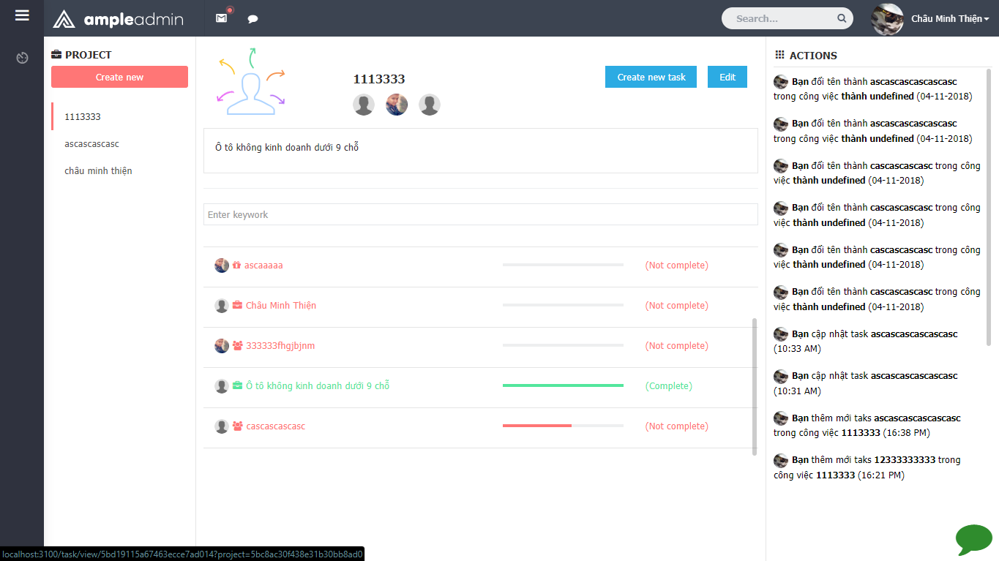 ampleadmin
Search...
Châu Minh Thiện
PROJECT
Create new
1113333
ascascascasc
châu minh thiện
1113333
Create new task
Edit
Ô tô không kinh doanh dưới 9 chỗ
Enter keywork
ascaaaaa
(Not complete)
Châu Minh Thiện
(Not complete)
333333fhgjbjnm
(Not complete)
Ô tô không kinh doanh dưới 9 chỗ
(Complete)
cascascascasc
(Not complete)
ACTIONS
Bạn đổi tên thành ascascascascascasc
trong công việc thành undefined (04-11-2018)
Bạn đổi tên thành ascascascascascasc
trong công việc thành undefined (04-11-2018)
Bạn đổi tên thành cascascascasc trong công
việc thành undefined (04-11-2018)
Bạn đổi tên thành cascascascasc trong công
việc thành undefined (04-11-2018)
Bạn đổi tên thành cascascascasc trong công
việc thành undefined (04-11-2018)
Bạn đổi tên thành cascascascasc trong công
việc thành undefined (04-11-2018)
Bạn cập nhật task ascascascascascasc
(10:33 AM)
Bạn cập nhật task ascascascascascasc
(10:31 AM)
Bạn thêm mới taks ascascascascascasc
trong công việc 1113333 (16:38 PM)
Bạn thêm mới taks 12333333333 trong
công việc 1113333 (16:21 PM)
localhost:3100/task/view/5bd19115a67463ecce7ad014?project=5bc8ac30f438e31b30bb8ad0